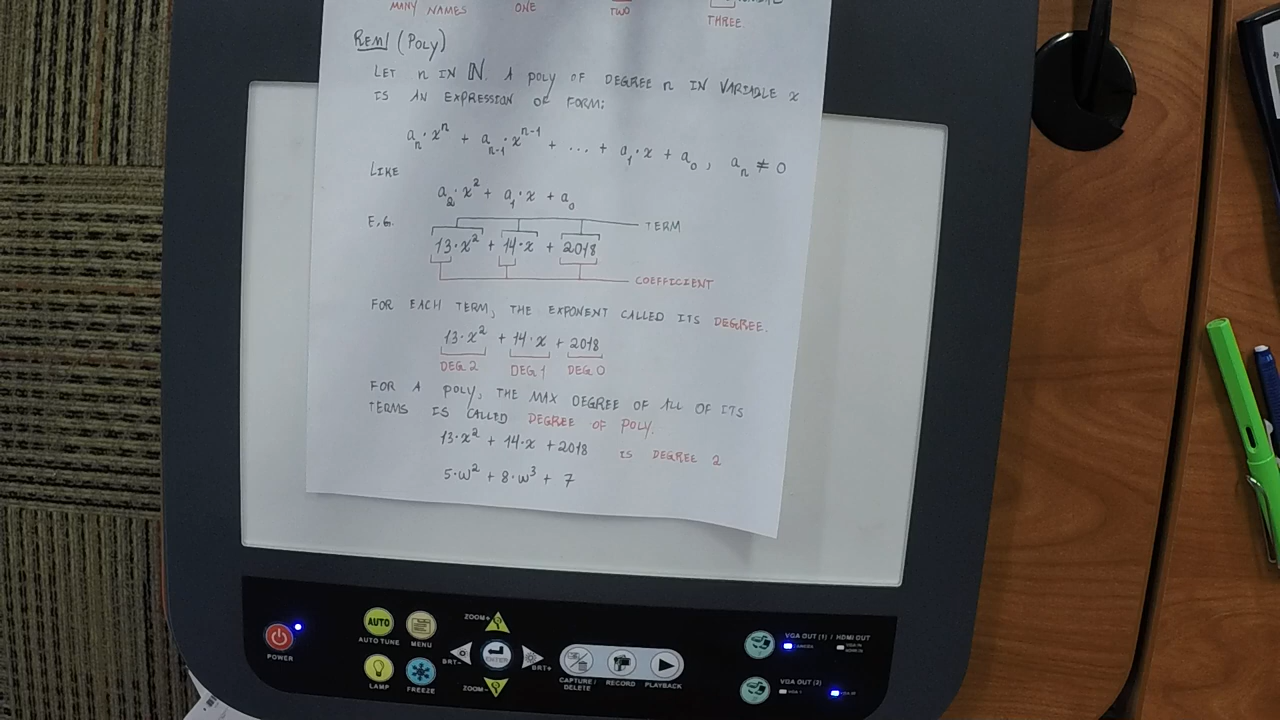 MANY NAMES ONE TWO THREE
REM (POLY)
LET n IN ℕ. A POLY OF DEGREE n IN VARIABLE x
IS AN EXPRESSION OF FORM:
aₙ·xⁿ + aₙ₋₁·xⁿ⁻¹ + ... + a₁·x + a₀, aₙ ≠ 0
LIKE
a₂·x² + a₁·x + a₀
TERM
E.G.
13·x² + 14·x + 2018
COEFFICIENT
FOR EACH TERM, THE EXPONENT CALLED ITS DEGREE.
13·x² + 14·x + 2018
DEG 2 DEG 1 DEG 0
FOR A POLY, THE MAX DEGREE OF ALL OF ITS
TERMS IS CALLED DEGREE OF POLY.
13·x² + 14·x + 2018 IS DEGREE 2
5·w² + 8·w³ + 7
POWER
AUTO
AUTO TUNE
MENU
LAMP
FREEZE
ZOOM+
BRT-
ENTER
BRT+
ZOOM-
CAPTURE / DELETE
RECORD
PLAYBACK
VGA OUT (1) / HDMI OUT
VGA OUT (2)